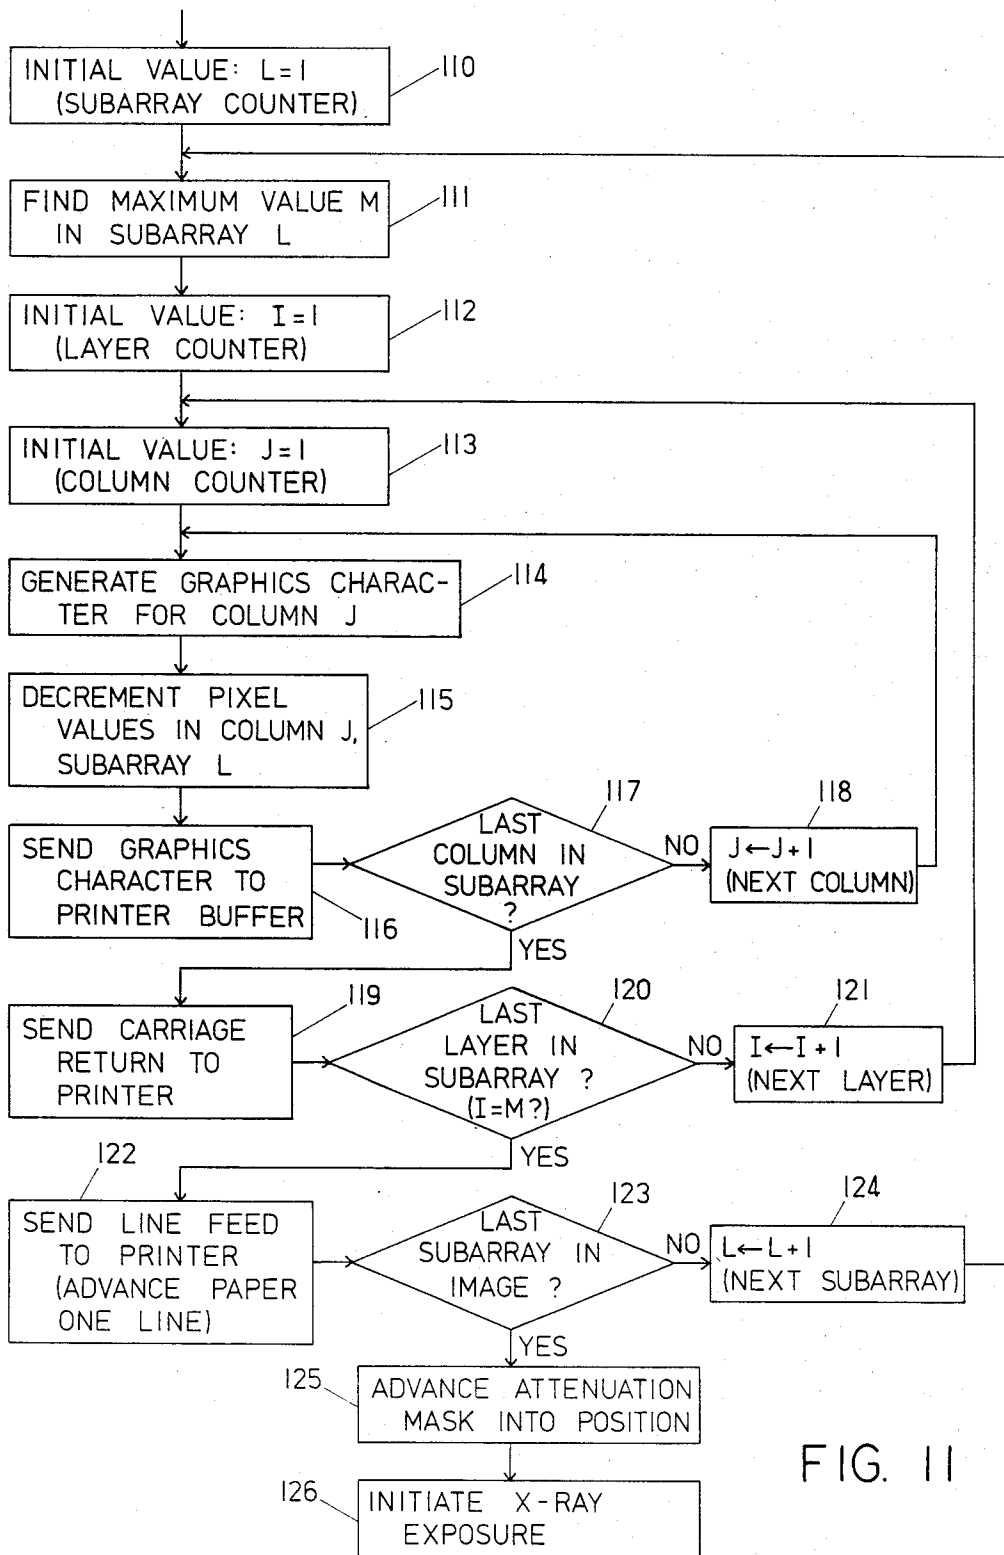 INITIAL VALUE: L=1
(SUBARRAY COUNTER)
110
FIND MAXIMUM VALUE M
IN SUBARRAY L
111
INITIAL VALUE: I=1
(LAYER COUNTER)
112
INITIAL VALUE: J=1
(COLUMN COUNTER)
113
GENERATE GRAPHICS CHARAC-
TER FOR COLUMN J
114
DECREMENT PIXEL
VALUES IN COLUMN J,
SUBARRAY L
115
SEND GRAPHICS
CHARACTER TO
PRINTER BUFFER
116
LAST
COLUMN IN
SUBARRAY
?
117
NO
YES
J←J+1
(NEXT COLUMN)
118
SEND CARRIAGE
RETURN TO
PRINTER
119
LAST
LAYER IN
SUBARRAY ?
(I=M?)
120
NO
YES
I←I+1
(NEXT LAYER)
121
SEND LINE FEED
TO PRINTER
(ADVANCE PAPER
ONE LINE)
122
LAST
SUBARRAY IN
IMAGE ?
123
NO
YES
L←L+1
(NEXT SUBARRAY)
124
ADVANCE ATTENUATION
MASK INTO POSITION
125
INITIATE X-RAY
EXPOSURE
126
FIG. 11